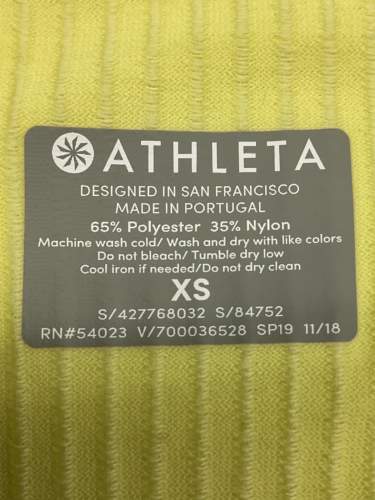 ATHLETA
DESIGNED IN SAN FRANCISCO
MADE IN PORTUGAL
65% Polyester 35% Nylon
Machine wash cold/ Wash and dry with like colors
Do not bleach/ Tumble dry low
Cool iron if needed/Do not dry clean
XS
S/427768032 S/84752
RN#54023 V/700036528 SP19 11/18